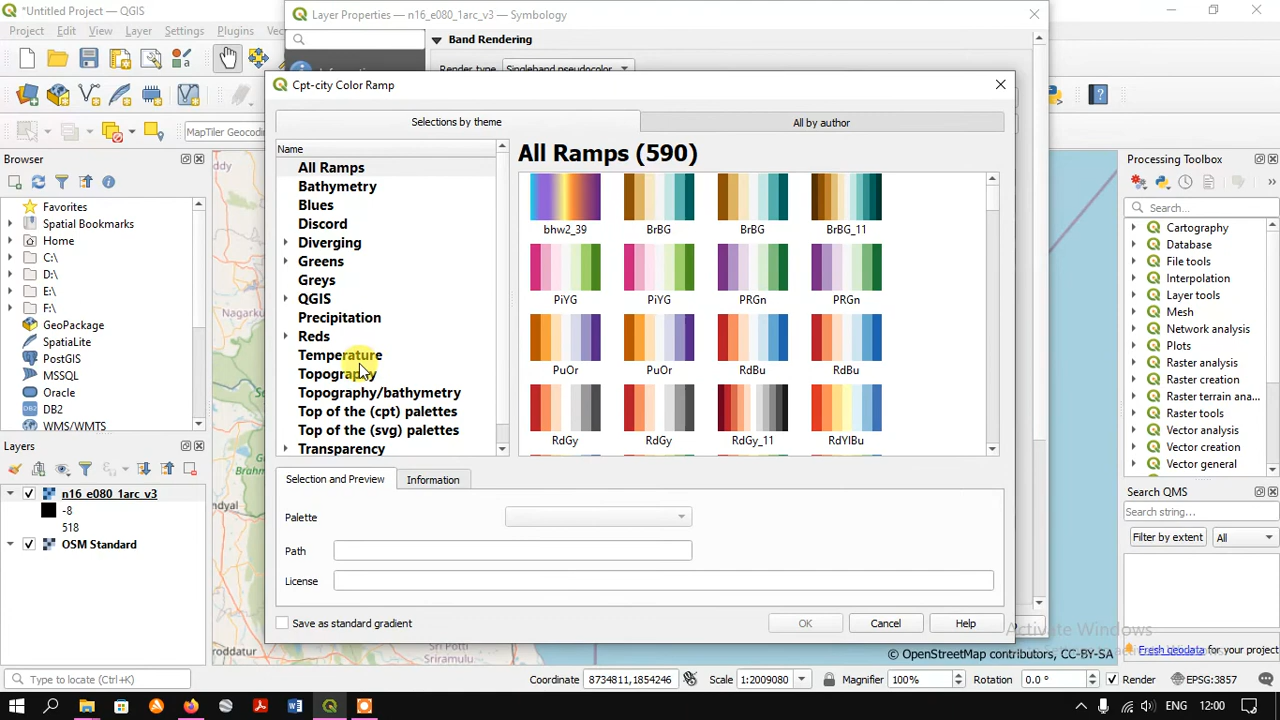 *Untitled Project — QGIS
Layer Properties — n16_e080_1arc_v3 — Symbology
Project Edit View Layer Settings Plugins
Band Rendering
Cpt-city Color Ramp
Selections by theme
All by author
MapTiler Geocodin
Browser
Favorites
Spatial Bookmarks
Home
C:\
D:\
E:\
F:\
GeoPackage
SpatiaLite
PostGIS
MSSQL
Oracle
DB2
WMS/WMTS
Layers
n16_e080_1arc_v3
-8
518
OSM Standard
Name
All Ramps
Bathymetry
Blues
Discord
Diverging
Greens
Greys
QGIS
Precipitation
Reds
Temperature
Topography
Topography/bathymetry
Top of the (cpt) palettes
Top of the (svg) palettes
Transparency
All Ramps (590)
bhw2_39 BrBG BrBG BrBG_11
PiYG PiYG PRGn PRGn
PuOr PuOr RdBu RdBu
RdGy RdGy RdGy_11 RdYlBu
Selection and Preview
Information
Palette
Path
License
Save as standard gradient
OK
Cancel
Help
Processing Toolbox
Search...
Cartography
Database
File tools
Interpolation
Layer tools
Mesh
Network analysis
Plots
Raster analysis
Raster creation
Raster terrain ana...
Raster tools
Vector analysis
Vector creation
Vector general
Search QMS
Search string...
Filter by extent
All
Activate Windows
Fresh geodata for your project
© OpenStreetMap contributors, CC-BY-SA
Type to locate (Ctrl+K)
Coordinate 8734811,1854246
Scale 1:2009080
Magnifier 100%
Rotation 0.0 °
Render
EPSG:3857
ENG 12:00